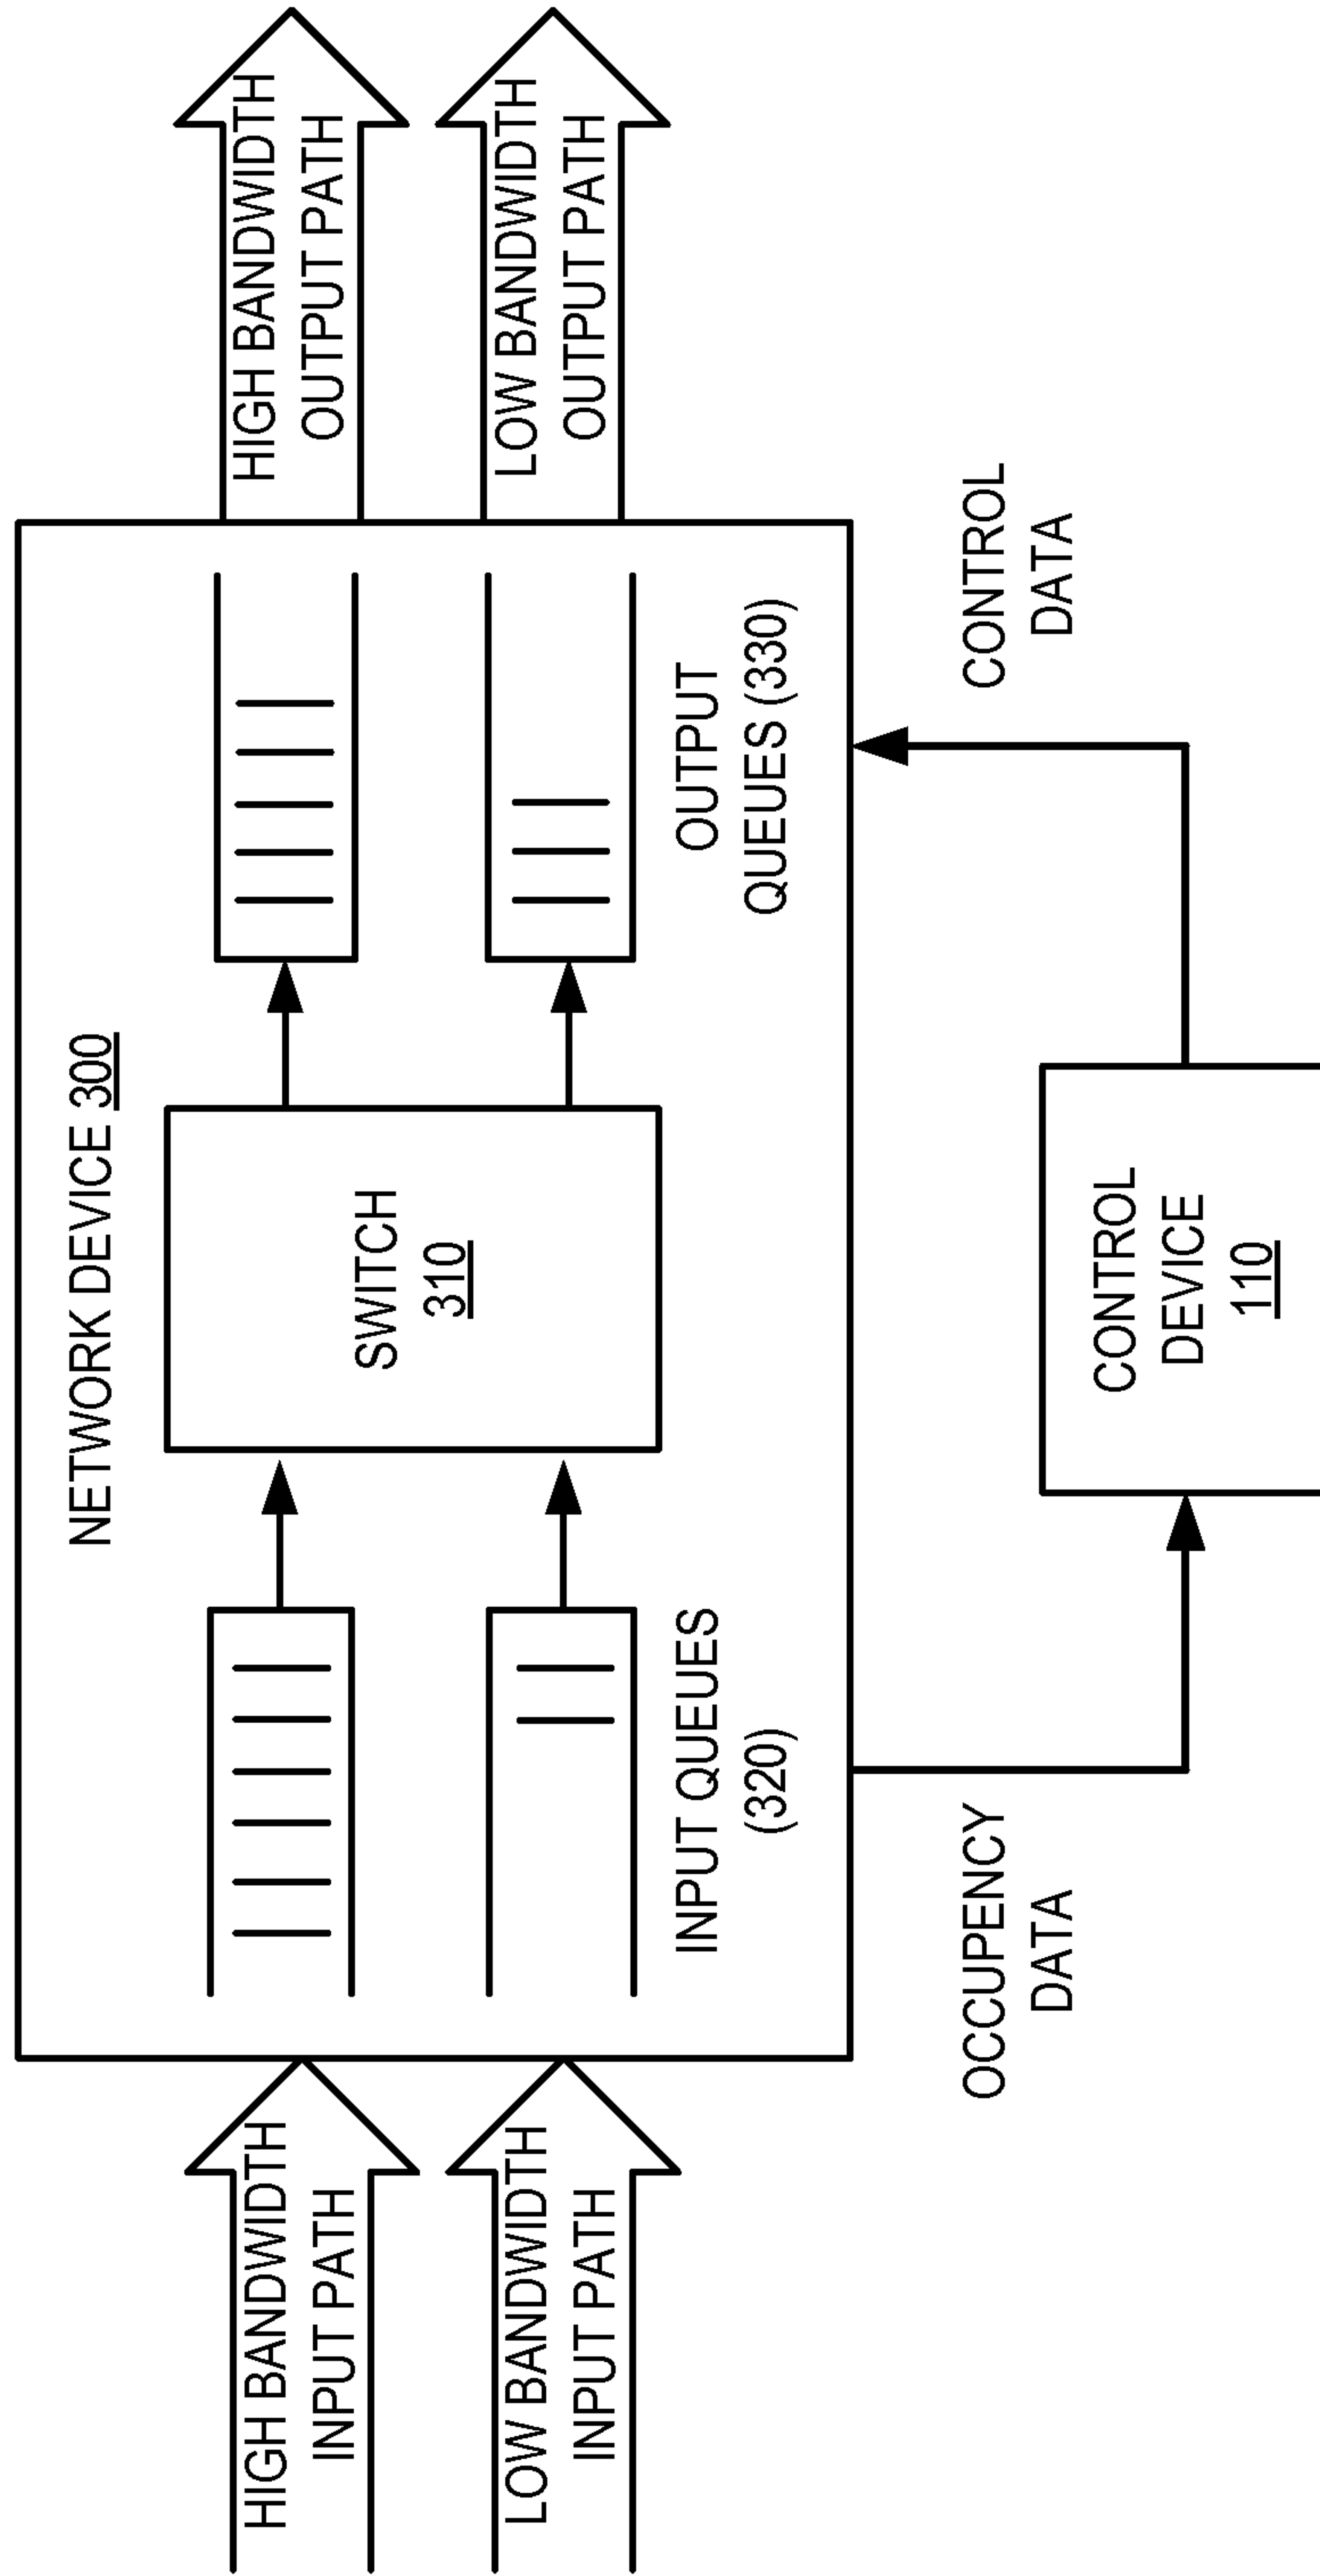 NETWORK DEVICE 300
HIGH BANDWIDTH
INPUT PATH
LOW BANDWIDTH
INPUT PATH
INPUT QUEUES
(320)
SWITCH
310
OUTPUT
QUEUES (330)
HIGH BANDWIDTH
OUTPUT PATH
LOW BANDWIDTH
OUTPUT PATH
OCCUPENCY
DATA
CONTROL
DEVICE
110
CONTROL
DATA